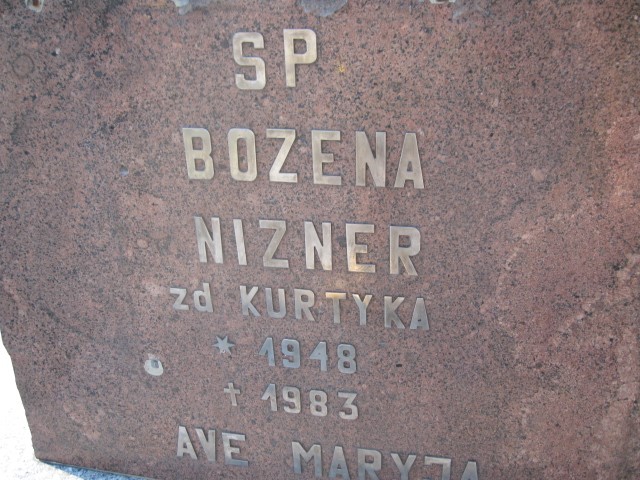 SP
BOZENA
NIZNER
zd KURTYKA
* 1948
† 1983
AVE MARYJA